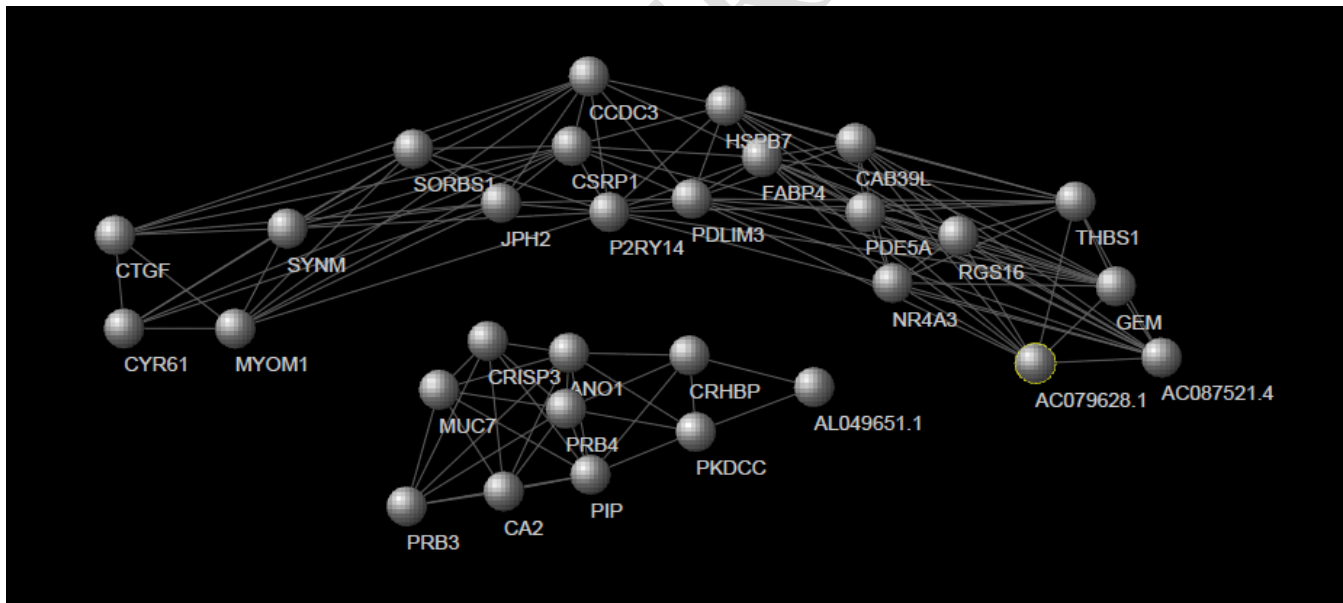 CCDC3
HSPB7
SORBS1
CSRP1
FABP4
CAB39L
CTGF
SYNM
JPH2
P2RY14
PDLIM3
PDE5A
RGS16
THBS1
NR4A3
GEM
CYR61
MYOM1
CRISP3
ANO1
CRHBP
AC079628.1
AC087521.4
MUC7
PRB4
PKDCC
AL049651.1
PRB3
CA2
PIP